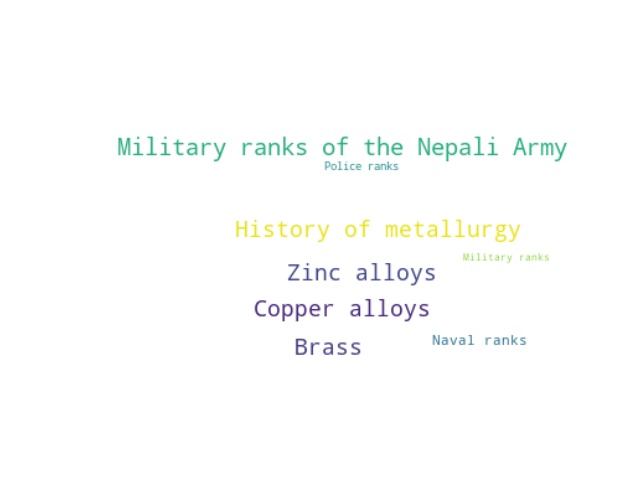 Military ranks of the Nepali Army
Police ranks
History of metallurgy
Military ranks
Zinc alloys
Copper alloys
Naval ranks
Brass